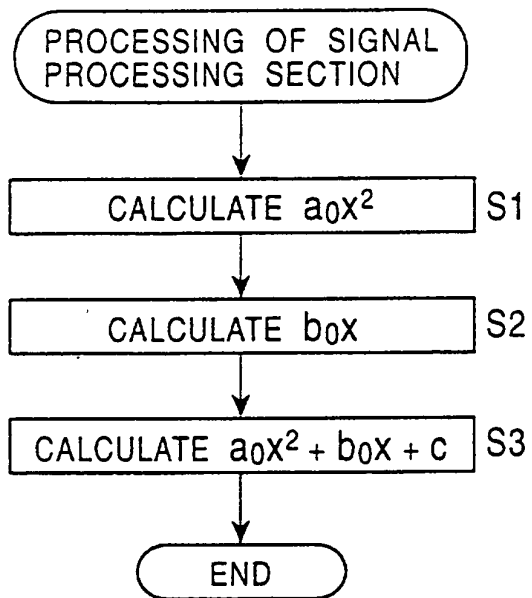 PROCESSING OF SIGNAL
PROCESSING SECTION
CALCULATE a₀x² S1
CALCULATE b₀x S2
CALCULATE a₀x² + b₀x + c S3
END